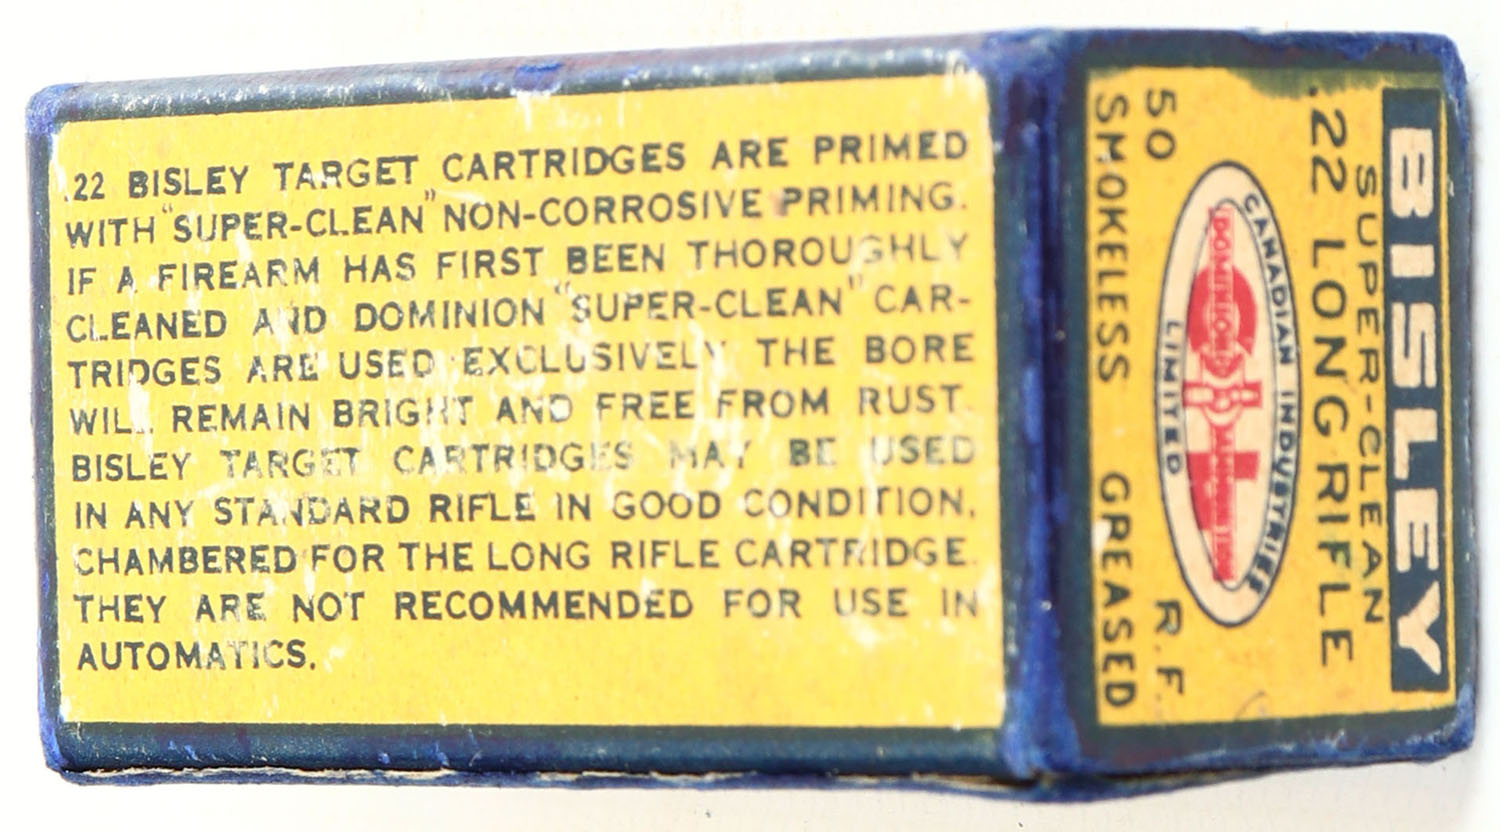 .22 BISLEY TARGET CARTRIDGES ARE PRIMED
WITH "SUPER-CLEAN" NON-CORROSIVE PRIMING.
IF A FIREARM HAS FIRST BEEN THOROUGHLY
CLEANED AND DOMINION "SUPER-CLEAN" CAR-
TRIDGES ARE USED EXCLUSIVELY THE BORE
WILL REMAIN BRIGHT AND FREE FROM RUST.
BISLEY TARGET CARTRIDGES MAY BE USED
IN ANY STANDARD RIFLE IN GOOD CONDITION,
CHAMBERED FOR THE LONG RIFLE CARTRIDGE.
THEY ARE NOT RECOMMENDED FOR USE IN
AUTOMATICS.
BISLEY
SUPER-CLEAN
.22 LONG RIFLE
CANADIAN INDUSTRIES
DOMINION AMMUNITION
LIMITED
50 R.F.
SMOKELESS GREASED